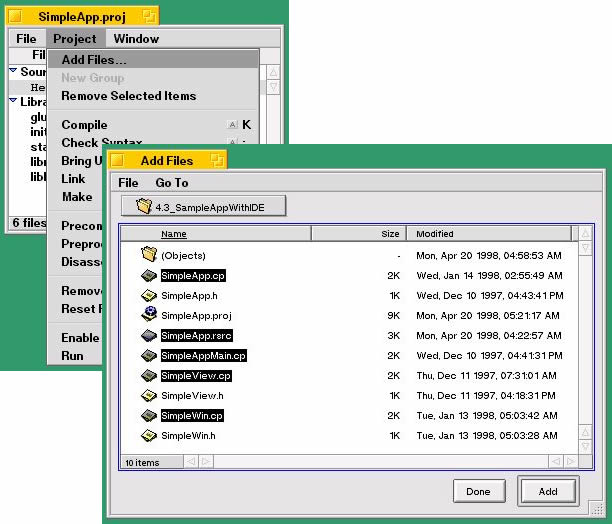 SimpleApp.proj
File Project Window
Add Files...
New Group
Remove Selected Items
Compile A K
Check Syntax A ;
Bring U
Link
Make
Precom
Preproc
Disass
Remove
Reset F
Enable
Run
Fil
Sour
He
Libra
glu
init
sta
libr
libl
6 files
Add Files
File Go To
4.3_SampleAppWithIDE
Name Size Modified
(Objects) - Mon, Apr 20 1998, 04:58:53 AM
SimpleApp.cp 2K Wed, Jan 14 1998, 02:55:49 AM
SimpleApp.h 1K Wed, Dec 10 1997, 04:43:41 PM
SimpleApp.proj 9K Mon, Apr 20 1998, 05:21:17 AM
SimpleApp.rsrc 3K Mon, Apr 20 1998, 04:22:57 AM
SimpleAppMain.cp 2K Wed, Dec 10 1997, 04:41:31 PM
SimpleView.cp 2K Thu, Dec 11 1997, 07:31:01 AM
SimpleView.h 1K Thu, Dec 11 1997, 04:18:31 PM
SimpleWin.cp 2K Tue, Jan 13 1998, 05:03:42 AM
SimpleWin.h 1K Tue, Jan 13 1998, 05:03:28 AM
10 items
Done Add